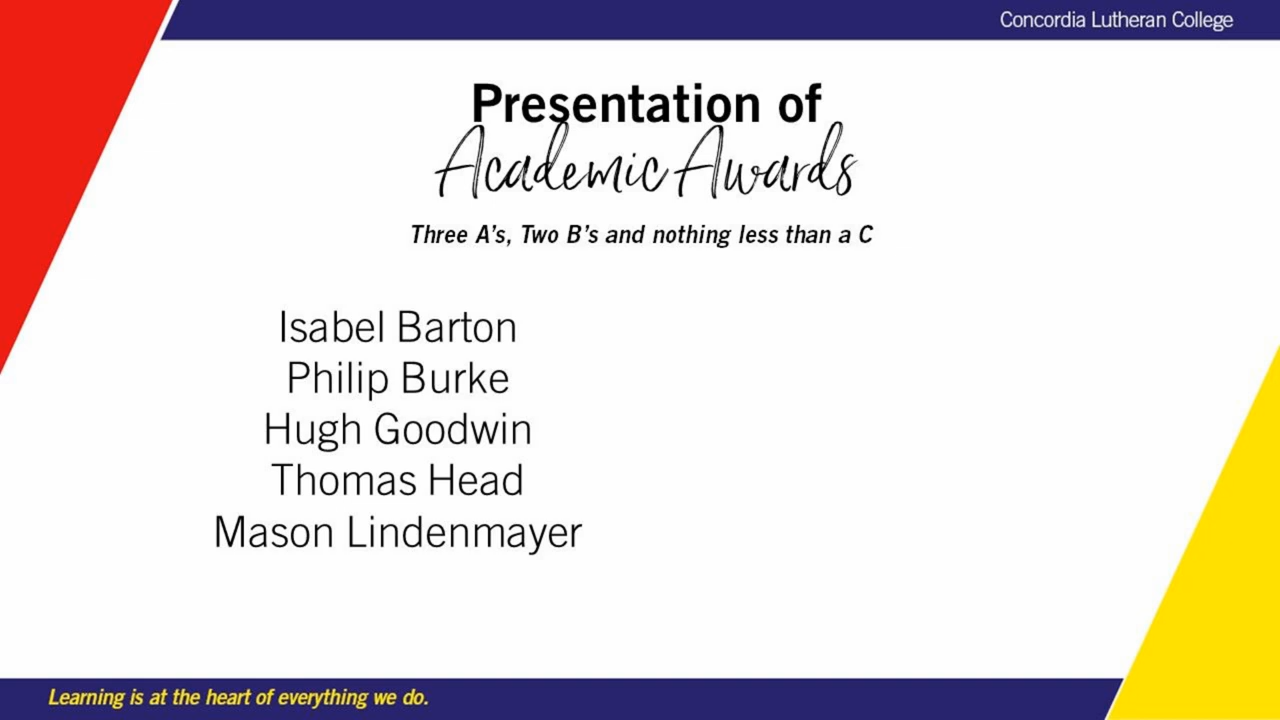 Concordia Lutheran College
Presentation of
Academic Awards
Three A's, Two B's and nothing less than a C
Isabel Barton
Philip Burke
Hugh Goodwin
Thomas Head
Mason Lindenmayer
Learning is at the heart of everything we do.